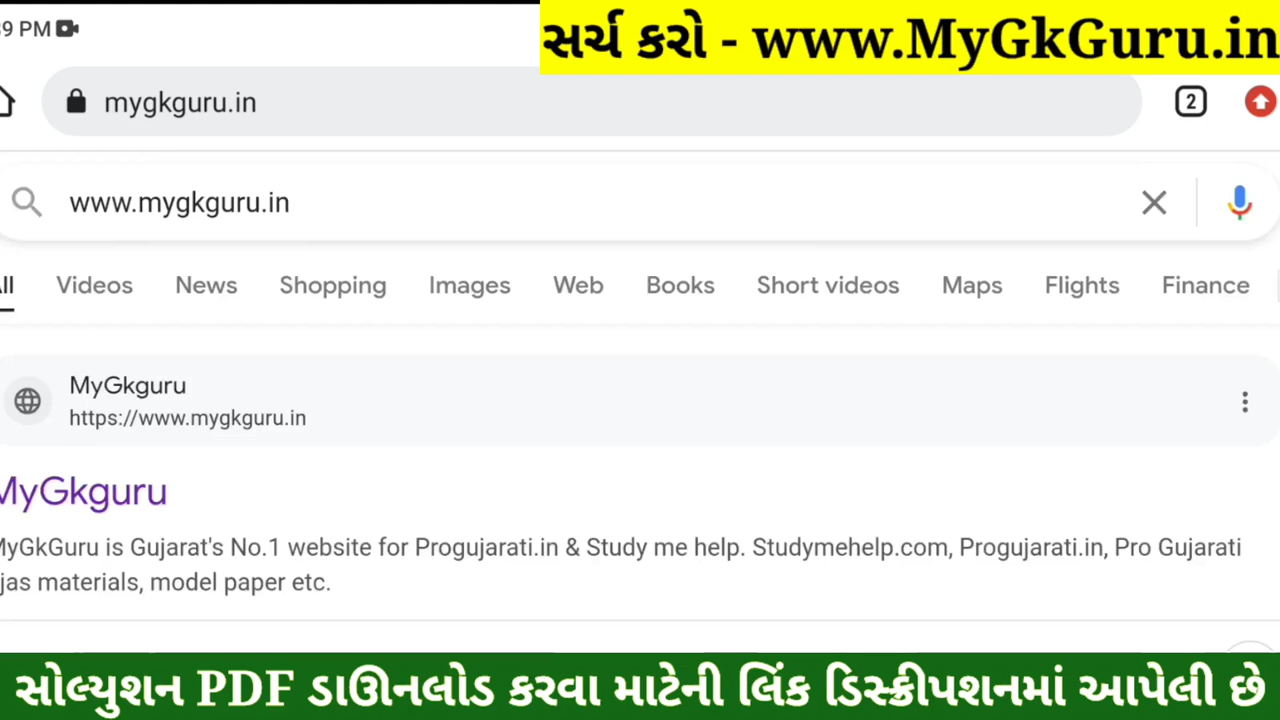 9 PM
સર્ચ કરો - www.MyGkGuru.in
mygkguru.in
2
www.mygkguru.in
ll Videos News Shopping Images Web Books Short videos Maps Flights Finance
MyGkguru
https://www.mygkguru.in
MyGkguru
MyGkGuru is Gujarat's No.1 website for Progujarati.in & Study me help. Studymehelp.com, Progujarati.in, Pro Gujarati
jas materials, model paper etc.
સોલ્યુશન PDF ડાઊનલોડ કરવા માટેની લિંક ડિસ્ક્રીપશનમાં આપેલી છે